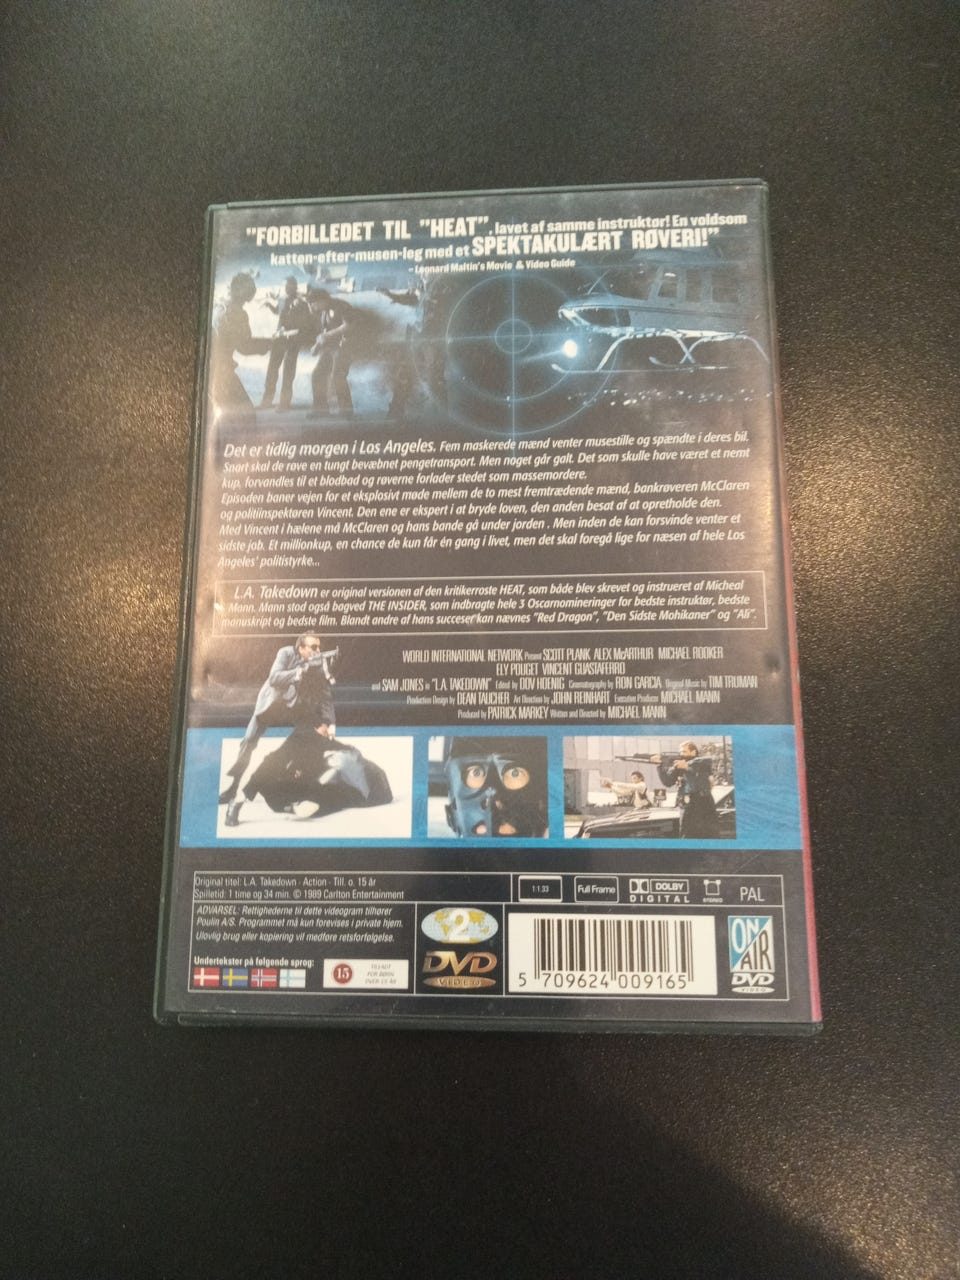 "FORBILLEDET TIL "HEAT", lavet af samme instruktør! En voldsom
katten-efter-musen-leg med et SPEKTAKULÆRT RØVERI!"
- Leonard Maltin's Movie & Video Guide
Det er tidlig morgen i Los Angeles. Fem maskerede mænd venter musestille og spændte i deres bil.
Snart skal de røve en tungt bevæbnet pengetransport. Men noget går galt. Det som skulle have været et nemt
kup, forvandles til et blodbad og røverne forlader stedet som massemordere.
Episoden baner vejen for et eksplosivt møde mellem de to mest fremtrædende mænd, bankrøveren McClaren
og politiinspektøren Vincent. Den ene er ekspert i at bryde loven, den anden besat af at opretholde den.
Med Vincent i hælene må McClaren og hans bande gå under jorden . Men inden de kan forsvinde venter et
sidste job. Et millionkup, en chance de kun får én gang i livet, men det skal foregå lige for næsen af hele Los
Angeles' politistyrke...
L.A. Takedown er original versionen af den kritikerroste HEAT, som både blev skrevet og instrueret af Micheal
Mann. Mann stod også bagved THE INSIDER, som indbragte hele 3 Oscarnomineringer for bedste instruktør, bedste
manuskript og bedste film. Blandt andre af hans succeser kan nævnes "Red Dragon", "Den Sidste Mohikaner" og "Ali".
WORLD INTERNATIONAL NETWORK Present SCOTT PLANK ALEX McARTHUR MICHAEL ROOKER
ELY POUGET VINCENT GUASTAFERRO
and SAM JONES in "L.A. TAKEDOWN" Edited by DOV HOENIG Cinematography by RON GARCIA Original Music by TIM TRUMAN
Production Design by DEAN TAUCHER Art Direction by JOHN REINHART Executive Producer MICHAEL MANN
Produced by PATRICK MARKEY Written and Directed by MICHAEL MANN
Original titel: L.A. Takedown · Action · Till. o. 15 år
Spilletid: 1 time og 34 min. © 1989 Carlton Entertainment
1:1.33
Full Frame
DOLBY
DIGITAL
STEREO
PAL
ADVARSEL: Rettighederne til dette videogram tilhører
Poulin A/S. Programmet må kun forevises i private hjem.
Ulovlig brug eller kopiering vil medføre retsforfølgelse.
Undertekster på følgende sprog:
15
TILLADT
FOR BØRN
OVER 15 ÅR
2
DVD
VIDEO
5 709624 009165
ON
AIR
DVD
VIDEO